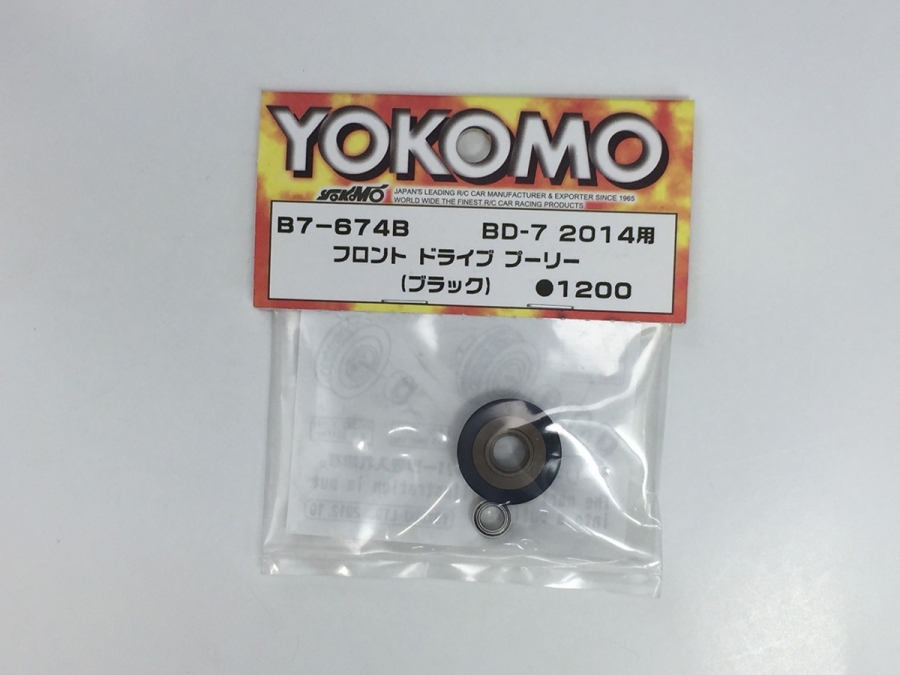 YOKOMO
YOKOMO
JAPAN'S LEADING R/C CAR MANUFACTURER & EXPORTER SINCE 1965
WORLD WIDE THE FINEST R/C CAR RACING PRODUCTS
B7-674B BD-7 2014用
フロント ドライブ プーリー
(ブラック) ●1200